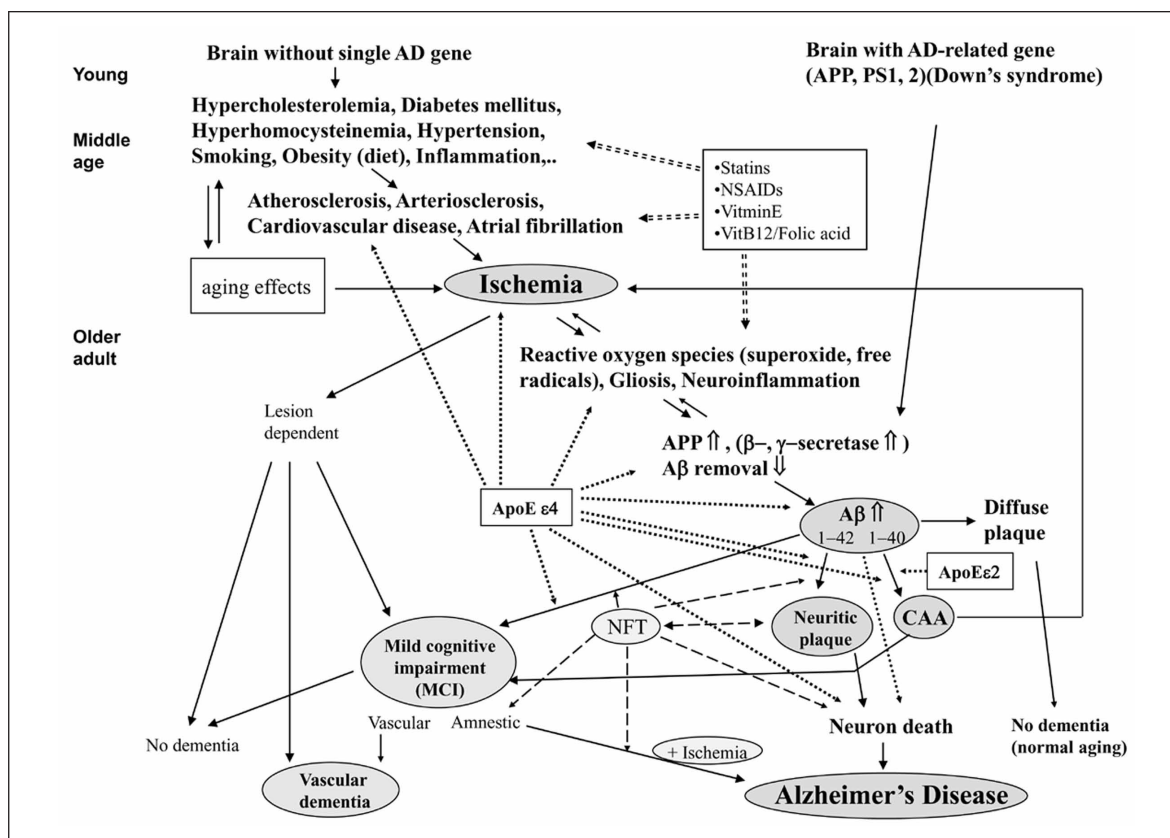 Young
Middle
age
Older
adult
Brain without single AD gene
Hypercholesterolemia, Diabetes mellitus,
Hyperhomocysteinemia, Hypertension,
Smoking, Obesity (diet), Inflammation,..
Atherosclerosis, Arteriosclerosis,
Cardiovascular disease, Atrial fibrillation
Brain with AD-related gene
(APP, PS1, 2)(Down’s syndrome)
•Statins
•NSAIDs
•VitminE
•VitB12/Folic acid
aging effects
Ischemia
Reactive oxygen species (superoxide, free
radicals), Gliosis, Neuroinflammation
Lesion
dependent
APP⇑, (β–, γ–secretase⇑)
Aβ removal⇓
ApoE ε4
Aβ⇑
1–42 1–40
Diffuse
plaque
ApoEε2
NFT
Neuritic
plaque
CAA
Mild cognitive
impairment
(MCI)
Vascular Amnestic
No dementia
+ Ischemia
Neuron death
No dementia
(normal aging)
Vascular
dementia
Alzheimer’s Disease